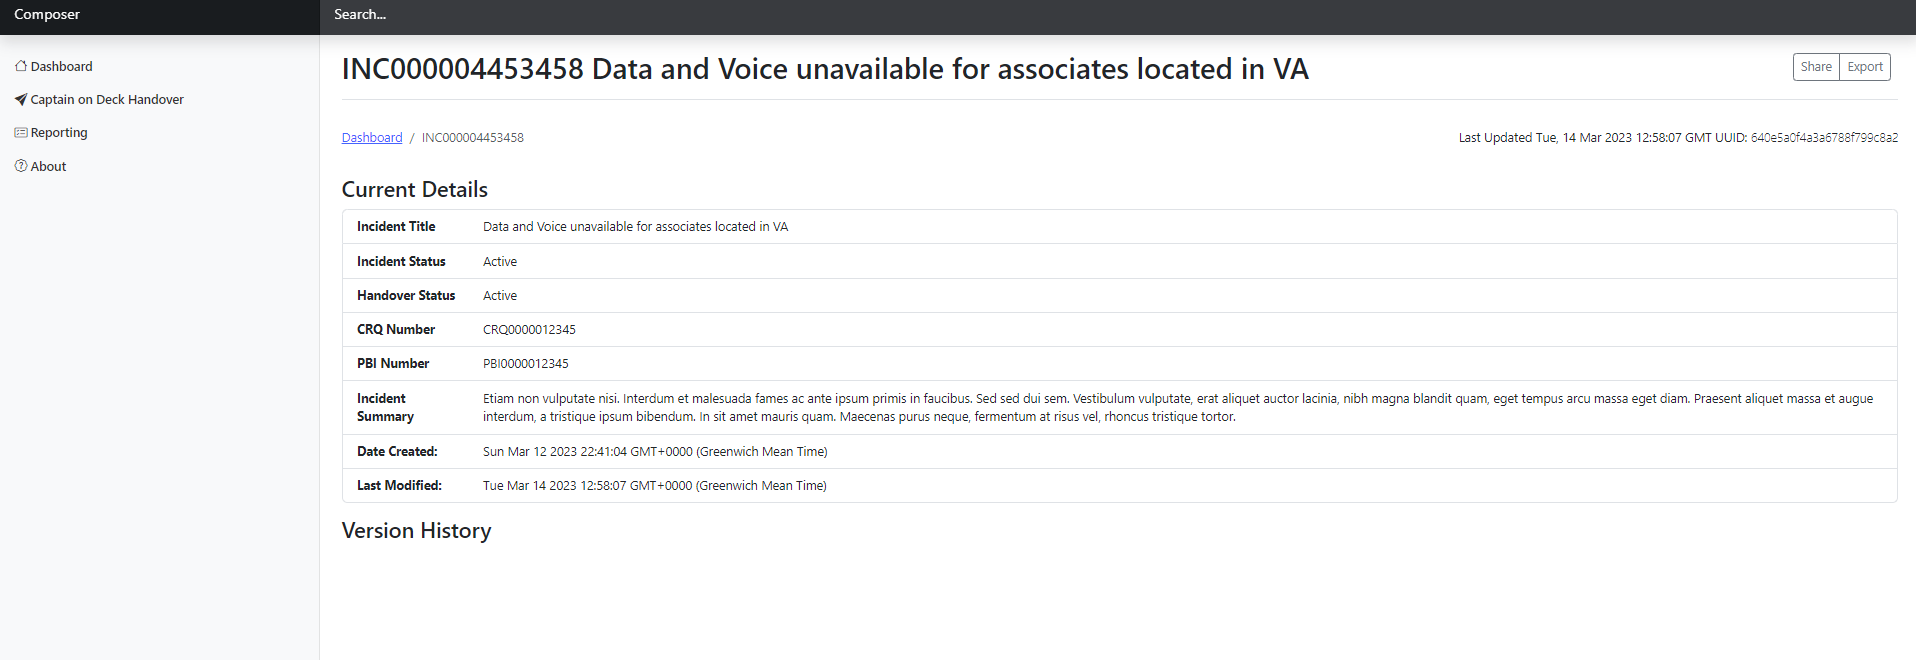 Composer
Search...
Dashboard
Captain on Deck Handover
Reporting
About
INC000004453458 Data and Voice unavailable for associates located in VA
Share Export
Dashboard / INC000004453458
Last Updated Tue, 14 Mar 2023 12:58:07 GMT UUID: 640e5a0f4a3a6788f799c8a2
Current Details
Incident Title Data and Voice unavailable for associates located in VA
Incident Status Active
Handover Status Active
CRQ Number CRQ0000012345
PBI Number PBI0000012345
Incident Summary Etiam non vulputate nisi. Interdum et malesuada fames ac ante ipsum primis in faucibus. Sed sed dui sem. Vestibulum vulputate, erat aliquet auctor lacinia, nibh magna blandit quam, eget tempus arcu massa eget diam. Praesent aliquet massa et augue
interdum, a tristique ipsum bibendum. In sit amet mauris quam. Maecenas purus neque, fermentum at risus vel, rhoncus tristique tortor.
Date Created: Sun Mar 12 2023 22:41:04 GMT+0000 (Greenwich Mean Time)
Last Modified: Tue Mar 14 2023 12:58:07 GMT+0000 (Greenwich Mean Time)
Version History